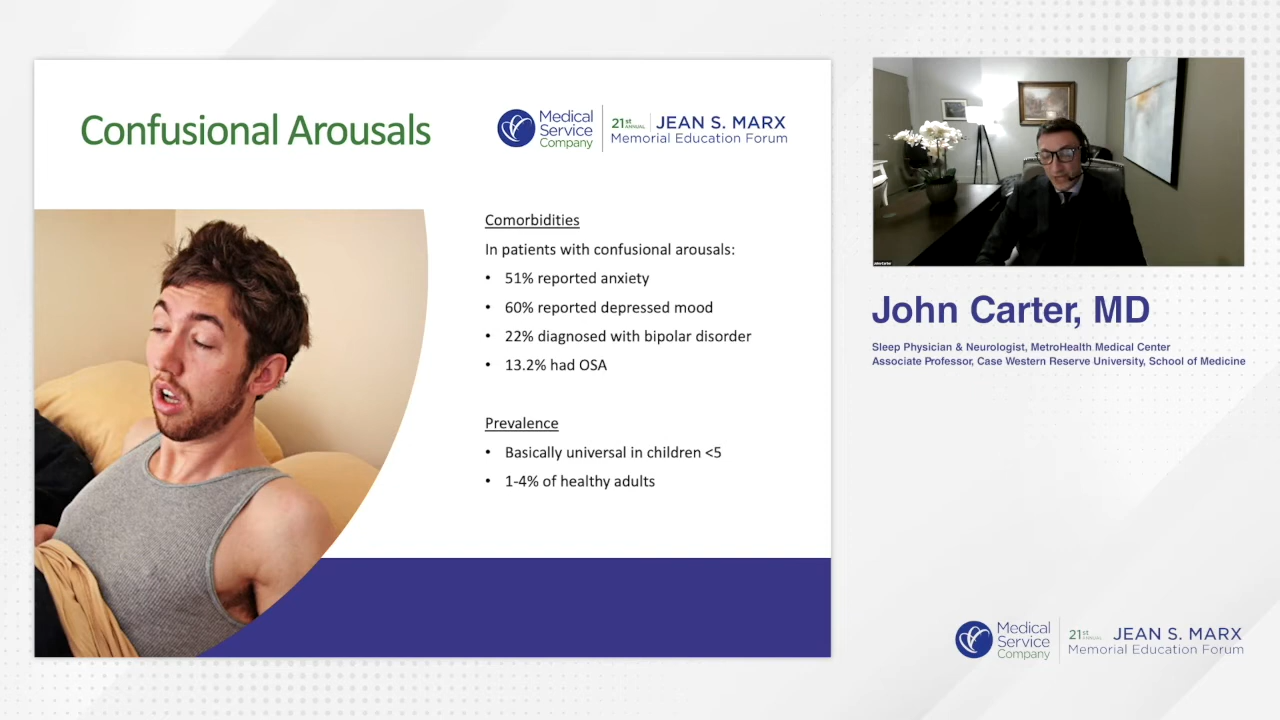 Confusional Arousals
Medical
Service
Company
21st
ANNUAL
JEAN S. MARX
Memorial Education Forum
Comorbidities
In patients with confusional arousals:
• 51% reported anxiety
• 60% reported depressed mood
• 22% diagnosed with bipolar disorder
• 13.2% had OSA
Prevalence
• Basically universal in children <5
• 1-4% of healthy adults
John Carter
John Carter, MD
Sleep Physician & Neurologist, MetroHealth Medical Center
Associate Professor, Case Western Reserve University, School of Medicine
Medical
Service
Company
21st
ANNUAL
JEAN S. MARX
Memorial Education Forum